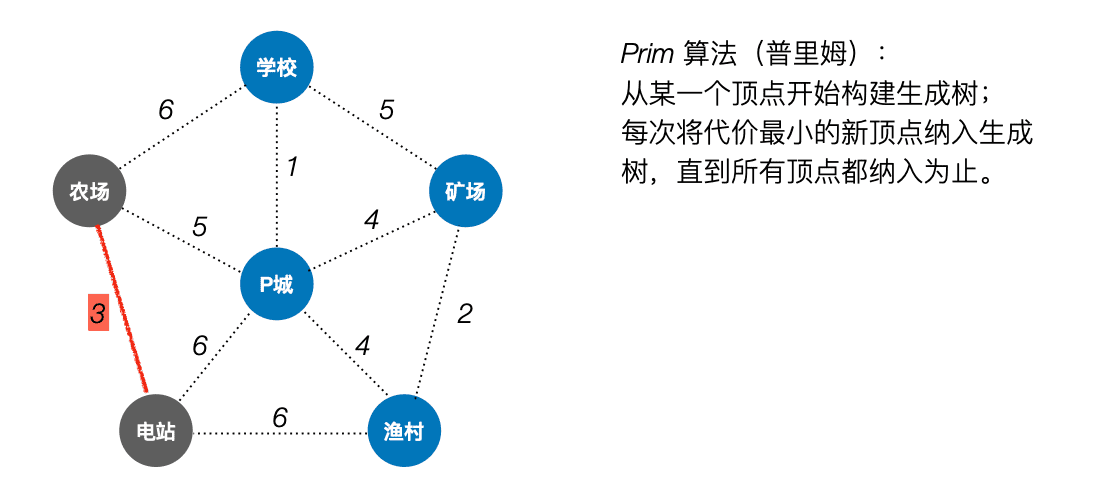 学校
6
5
1
农场
矿场
5
4
P城
3
2
6
4
6
电站
渔村
Prim 算法（普里姆）：
从某一个顶点开始构建生成树；
每次将代价最小的新顶点纳入生成
树，直到所有顶点都纳入为止。